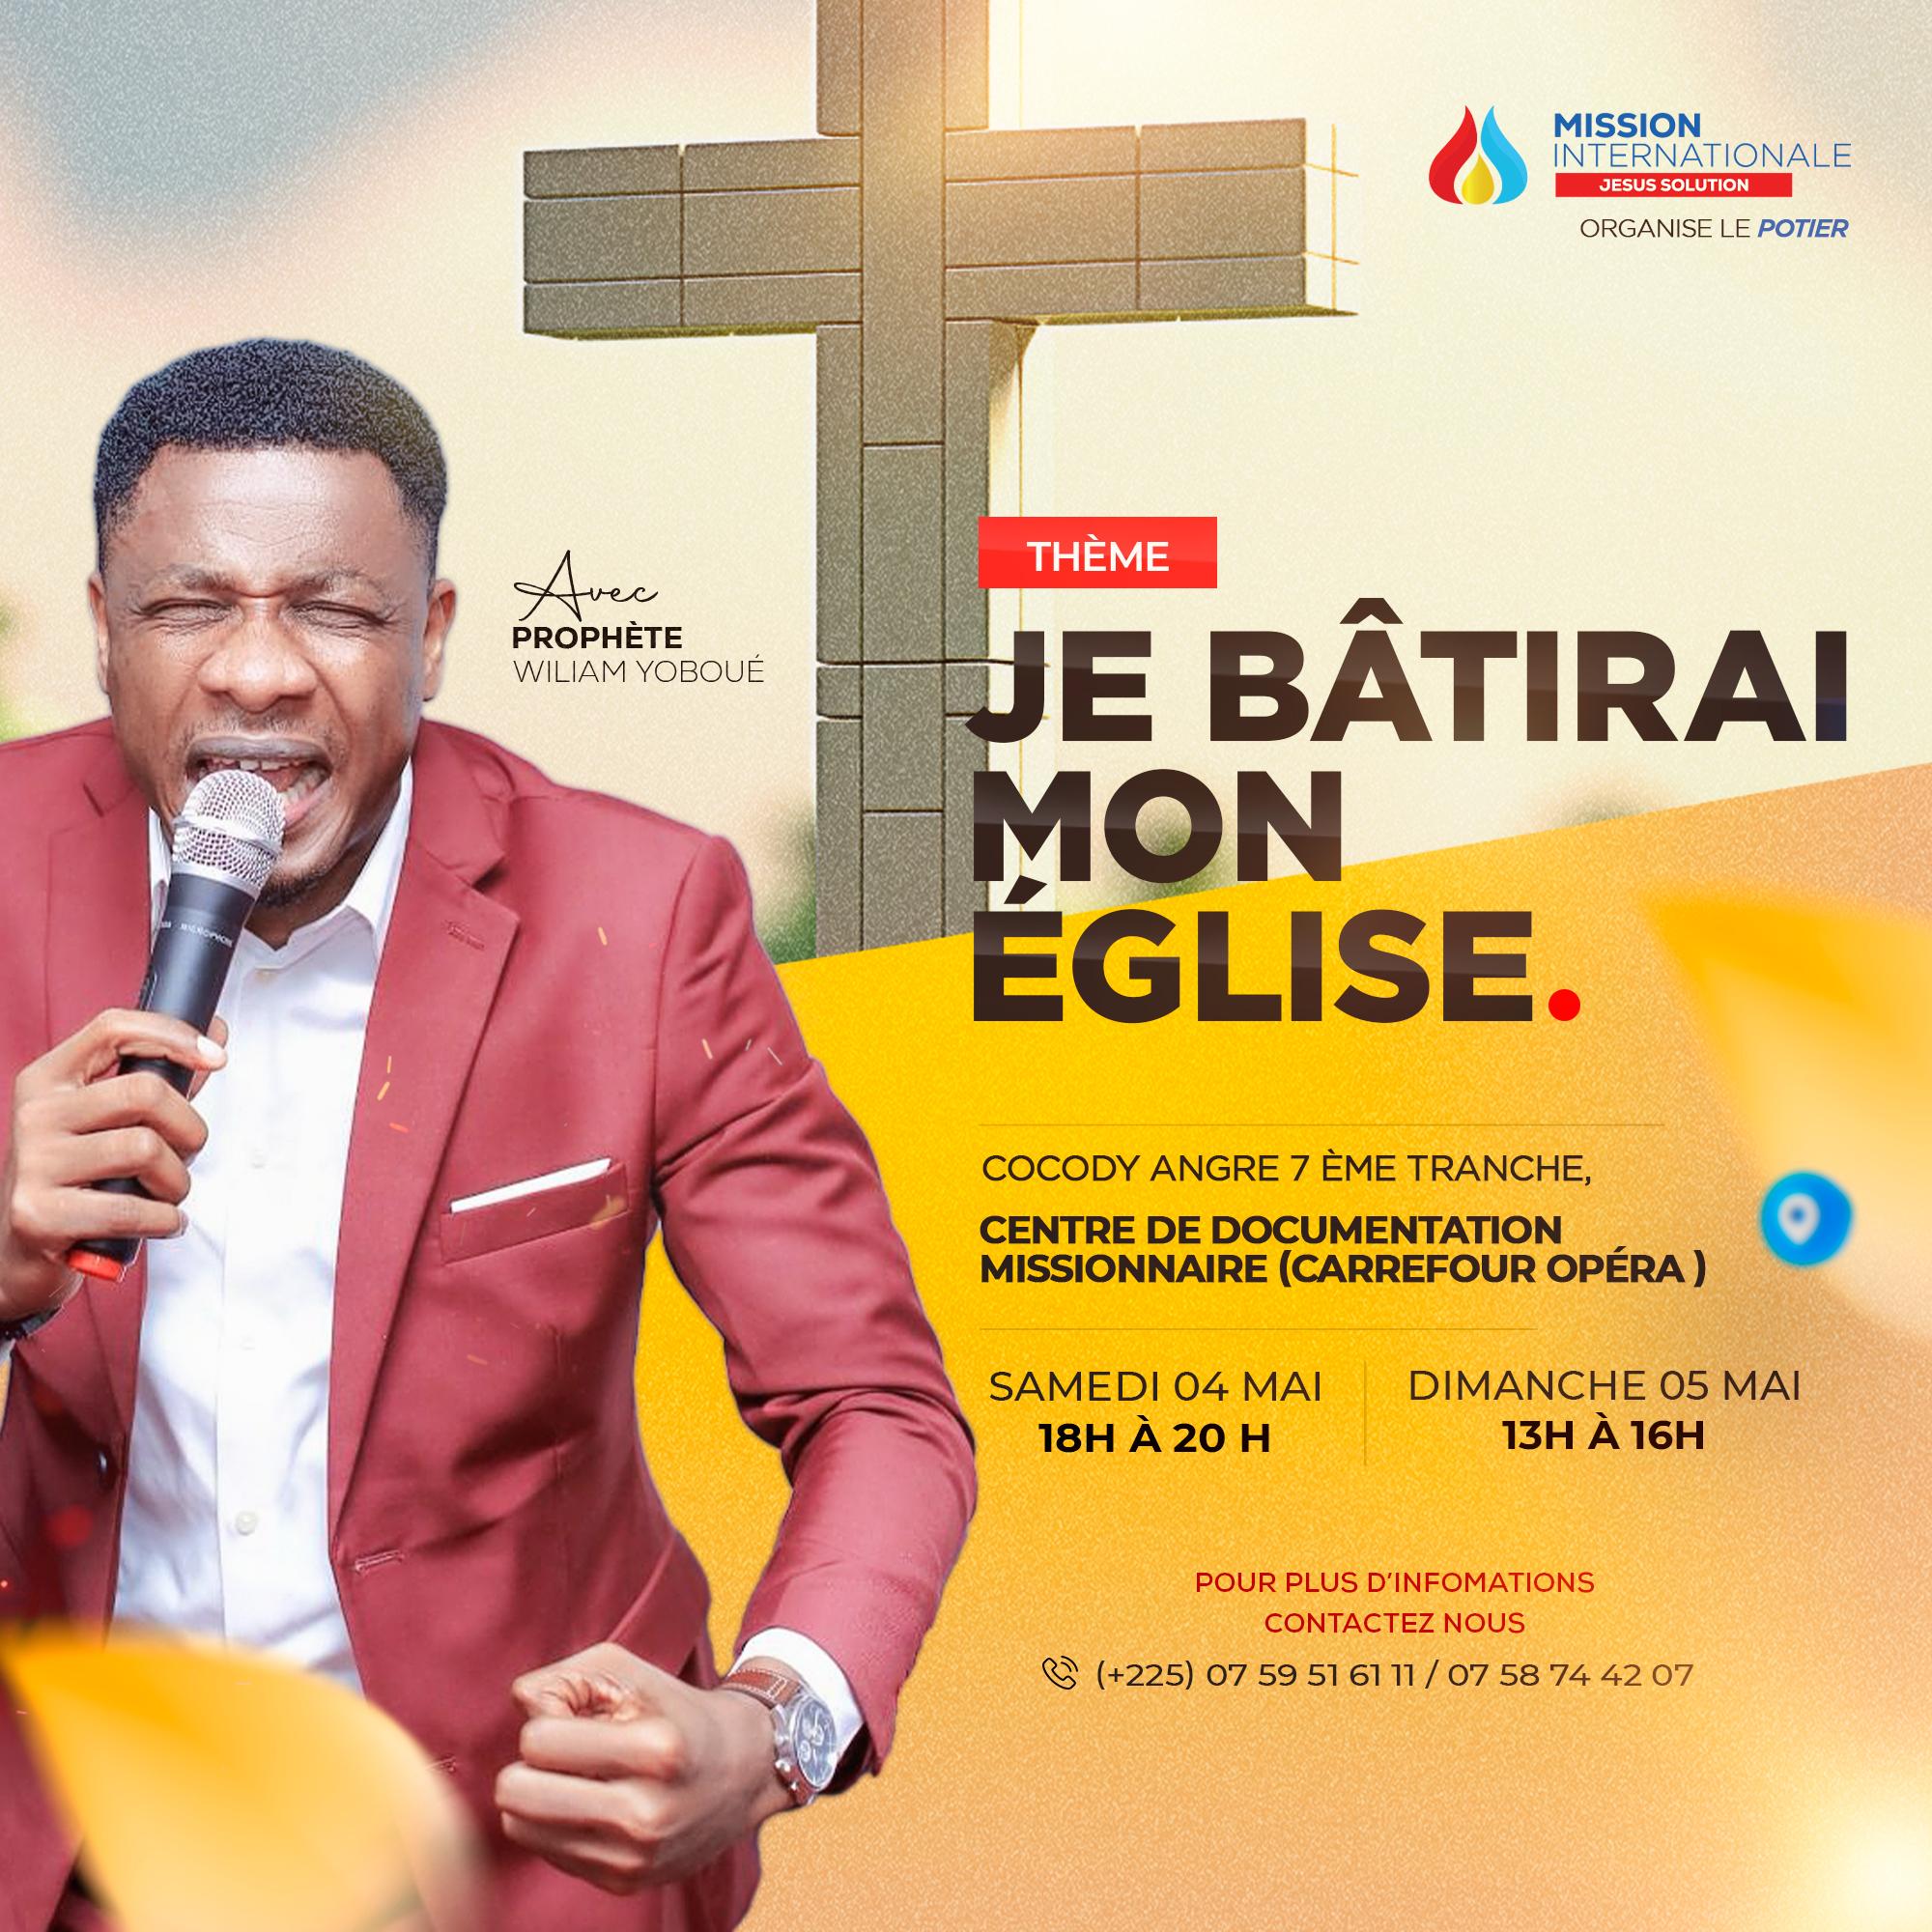 MISSION
INTERNATIONALE
JESUS SOLUTION
ORGANISE LE POTIER
Avec
PROPHÈTE
WILIAM YOBOUÉ
THÈME
JE BÂTIRAI
MON
ÉGLISE.
COCODY ANGRE 7 ÈME TRANCHE,
CENTRE DE DOCUMENTATION
MISSIONNAIRE (CARREFOUR OPÉRA )
SAMEDI 04 MAI
18H À 20 H
DIMANCHE 05 MAI
13H À 16H
POUR PLUS D'INFOMATIONS
CONTACTEZ NOUS
(+225) 07 59 51 61 11 / 07 58 74 42 07